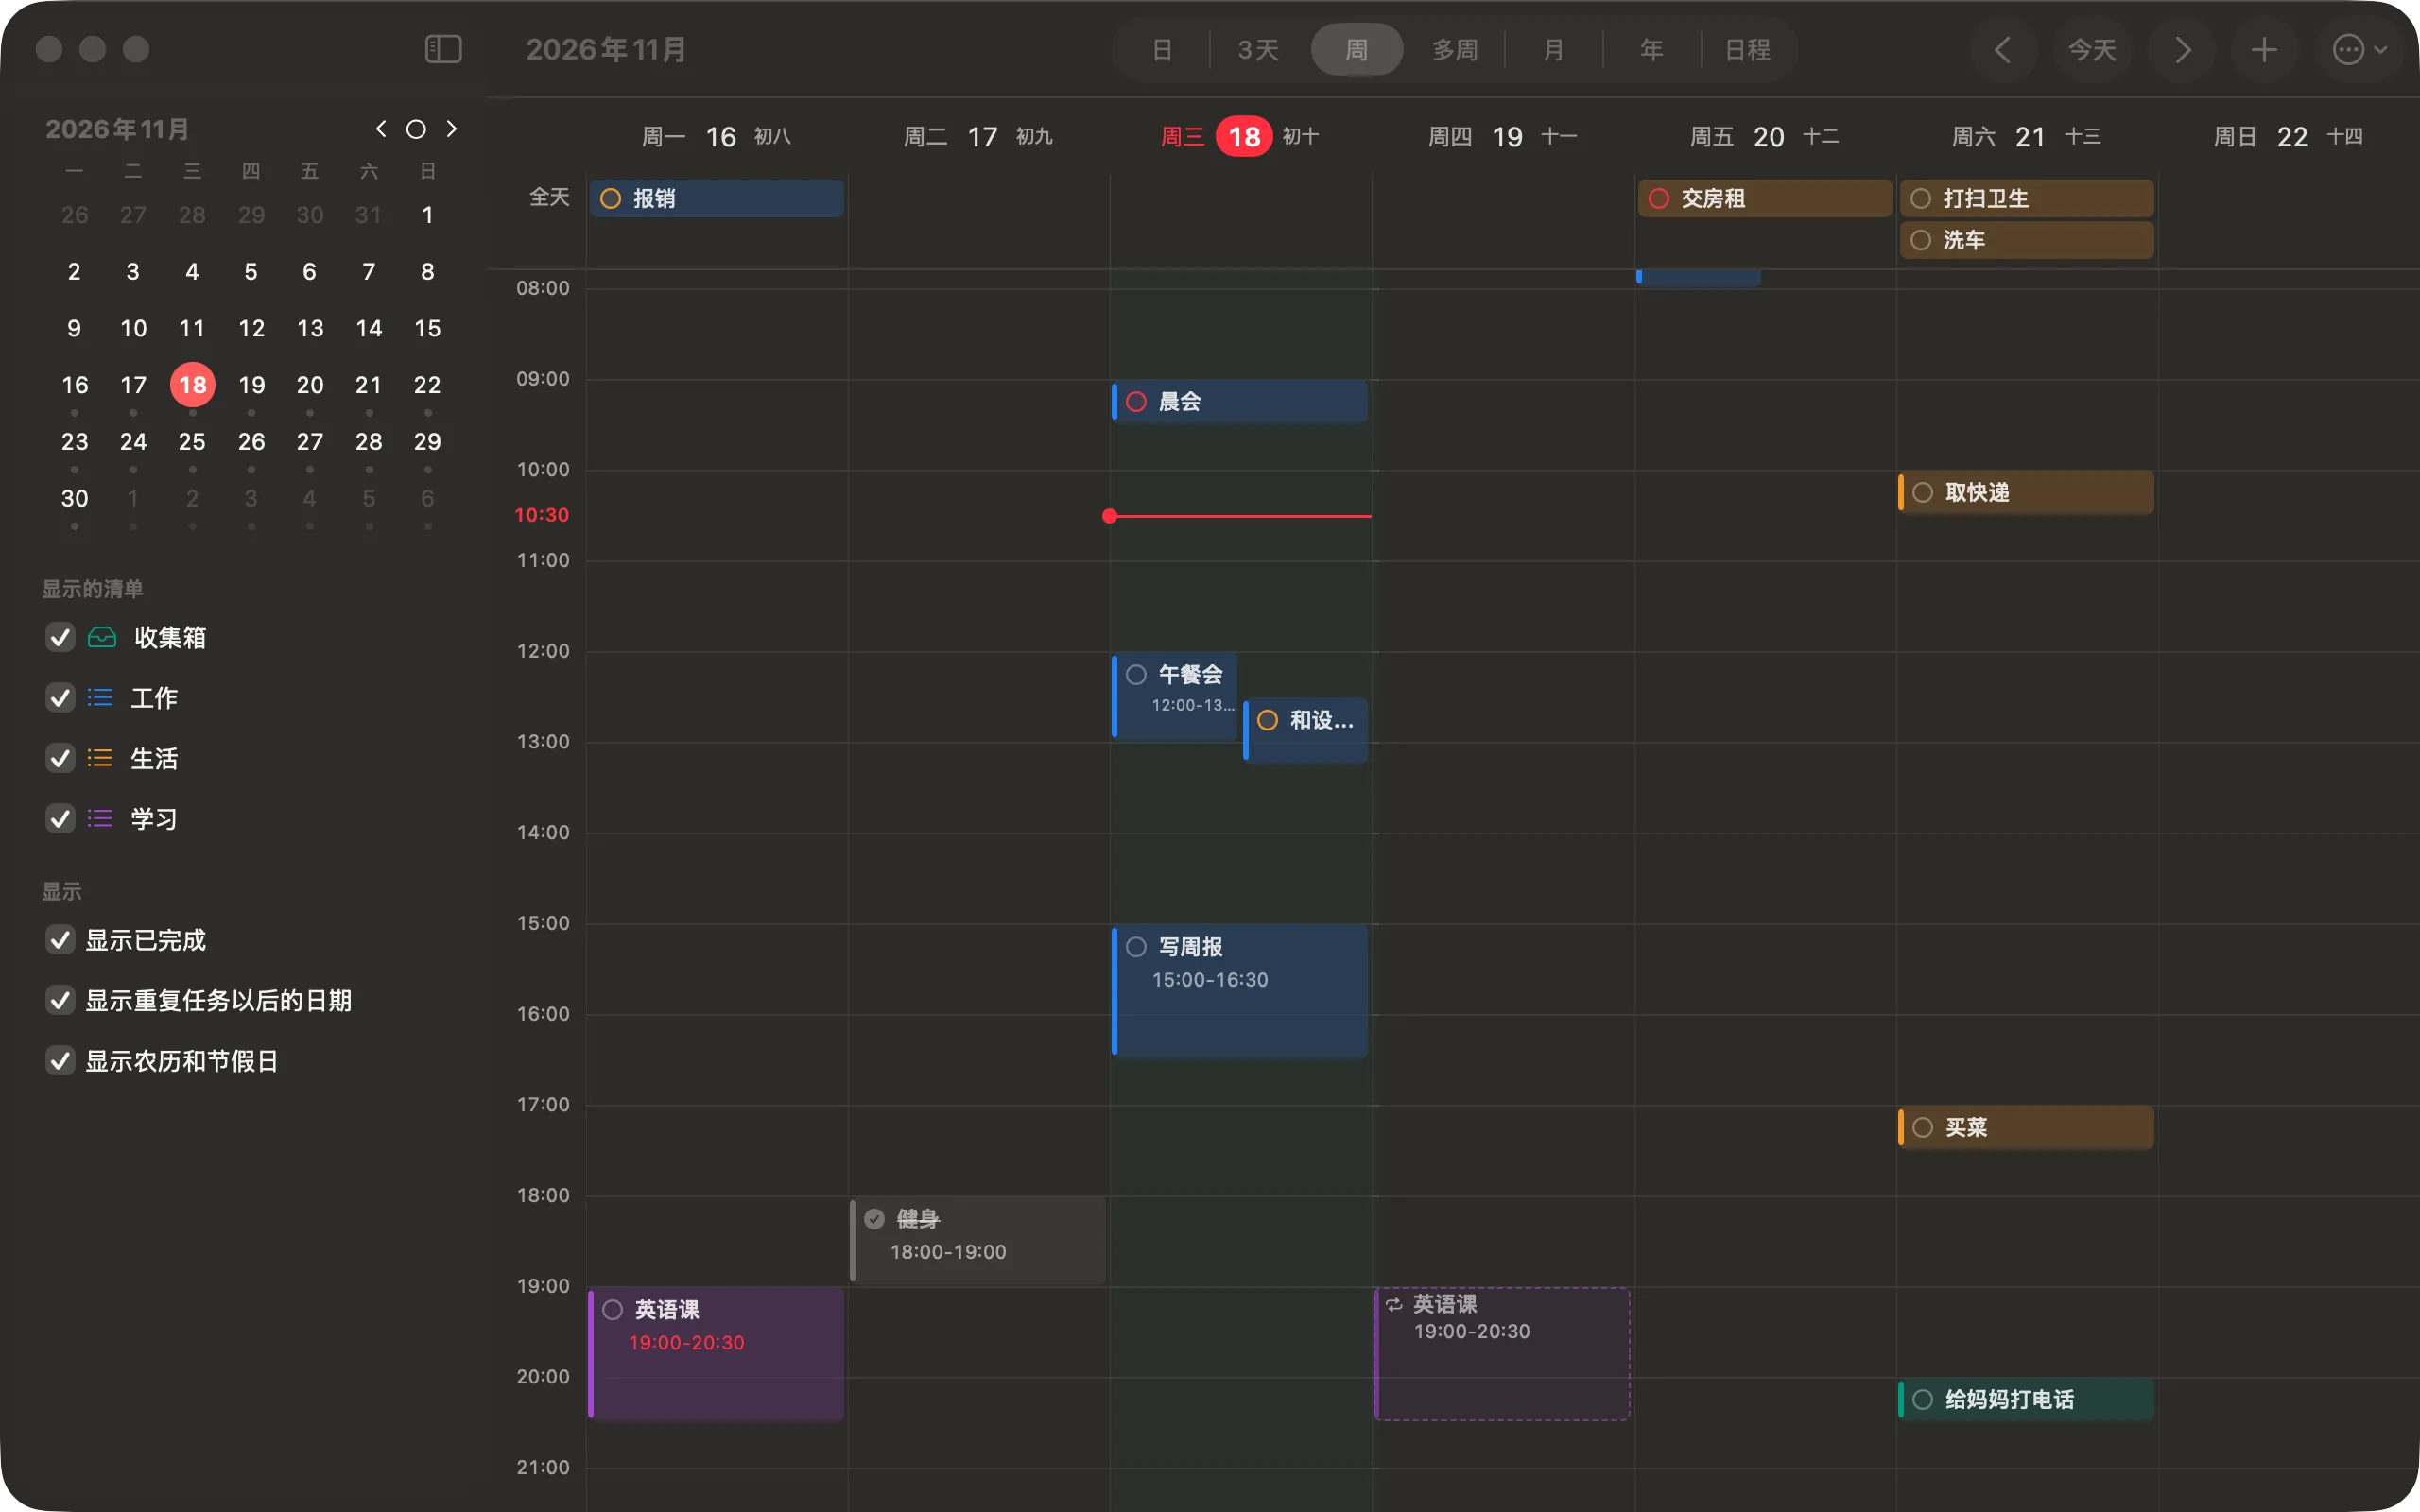 2026年11月
日 3天 周 多周 月 年 日程
今天
2026年11月
一 二 三 四 五 六 日
26 27 28 29 30 31 1
2 3 4 5 6 7 8
9 10 11 12 13 14 15
16 17 18 19 20 21 22
23 24 25 26 27 28 29
30 1 2 3 4 5 6
显示的清单
收集箱
工作
生活
学习
显示
显示已完成
显示重复任务以后的日期
显示农历和节假日
周一 16 初八 周二 17 初九 周三 18 初十 周四 19 十一 周五 20 十二 周六 21 十三 周日 22 十四
全天 报销 交房租 打扫卫生
洗车
08:00
09:00
晨会
10:00
取快递
10:30
11:00
12:00
午餐会
12:00-13...
和设...
13:00
14:00
15:00
写周报
15:00-16:30
16:00
17:00
买菜
18:00
健身
18:00-19:00
19:00
英语课 英语课
19:00-20:30 19:00-20:30
20:00
给妈妈打电话
21:00